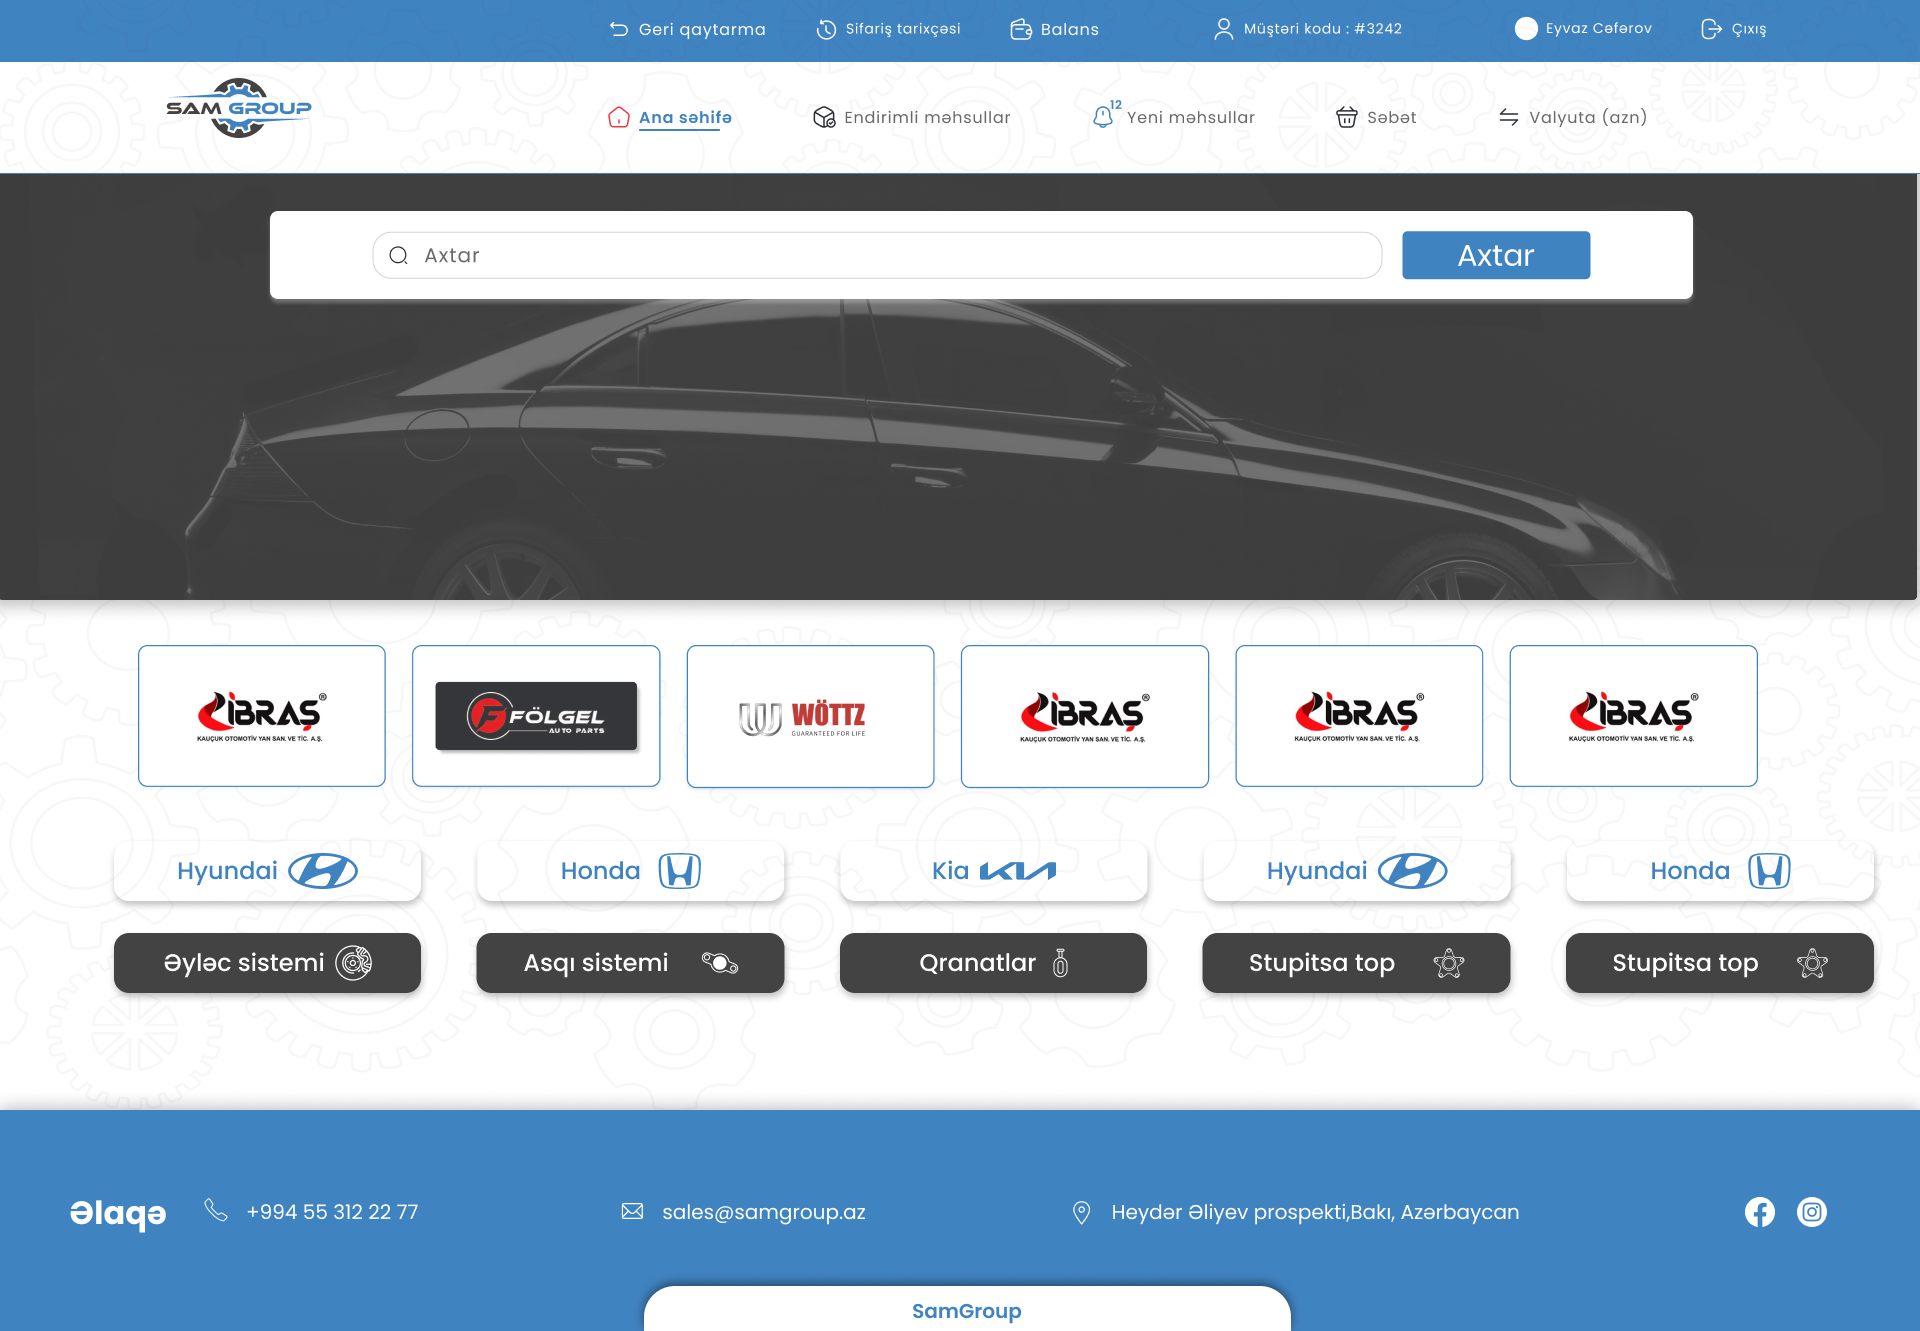 Geri qaytarma
Sifariş tarixçəsi
Balans
Müştəri kodu : #3242
Eyvaz Cəfərov
Çıxış
SAM GROUP
Ana səhifə
Endirimli məhsullar
12
Yeni məhsullar
Səbət
Valyuta (azn)
Axtar
Axtar
İBRAŞ®
KAUÇUK OTOMOTİV YAN SAN. VE TİC. A.Ş.
FÖLGEL
AUTO PARTS
WÖTTZ
GUARANTEED FOR LIFE
İBRAŞ®
KAUÇUK OTOMOTİV YAN SAN. VE TİC. A.Ş.
İBRAŞ®
KAUÇUK OTOMOTİV YAN SAN. VE TİC. A.Ş.
İBRAŞ®
KAUÇUK OTOMOTİV YAN SAN. VE TİC. A.Ş.
Hyundai
Honda
Kia
Hyundai
Honda
Əyləc sistemi
Asqı sistemi
Qranatlar
Stupitsa top
Stupitsa top
Əlaqə
+994 55 312 22 77
sales@samgroup.az
Heydər Əliyev prospekti,Bakı, Azərbaycan
SamGroup